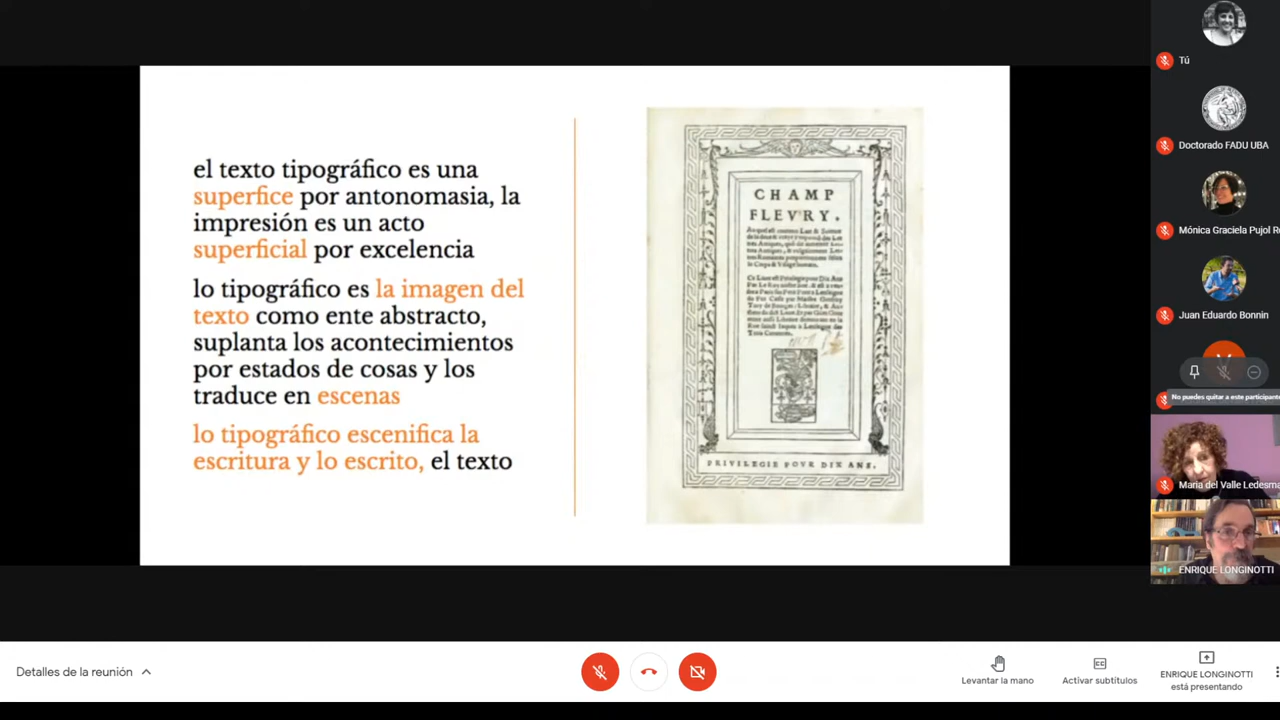 el texto tipográfico es una
superfice por antonomasia, la
impresión es un acto
superficial por excelencia
lo tipográfico es la imagen del
texto como ente abstracto,
suplanta los acontecimientos
por estados de cosas y los
traduce en escenas
lo tipográfico escenifica la
escritura y lo escrito, el texto
CHAMP
FLEVRY.
PRIVILEGIE POVR DIX ANS.
Tú
Doctorado FADU UBA
Mónica Graciela Pujol Ro
Juan Eduardo Bonnin
No puedes quitar a este participante
Maria del Valle Ledesma
ENRIQUE LONGINOTTI
Detalles de la reunión
Levantar la mano
Activar subtítulos
ENRIQUE LONGINOTTI
está presentando